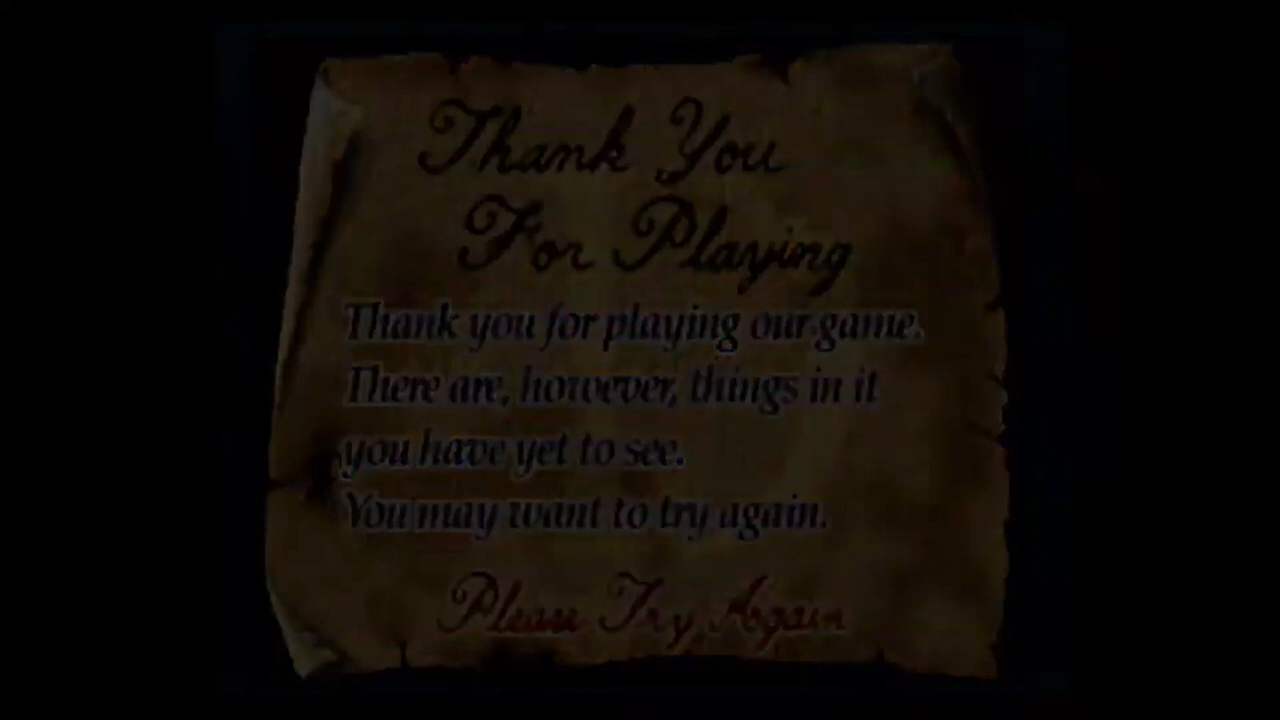 Thank You
For Playing
Thank you for playing our game.
There are, however, things in it
you have yet to see.
You may want to try again.
Please Try Again